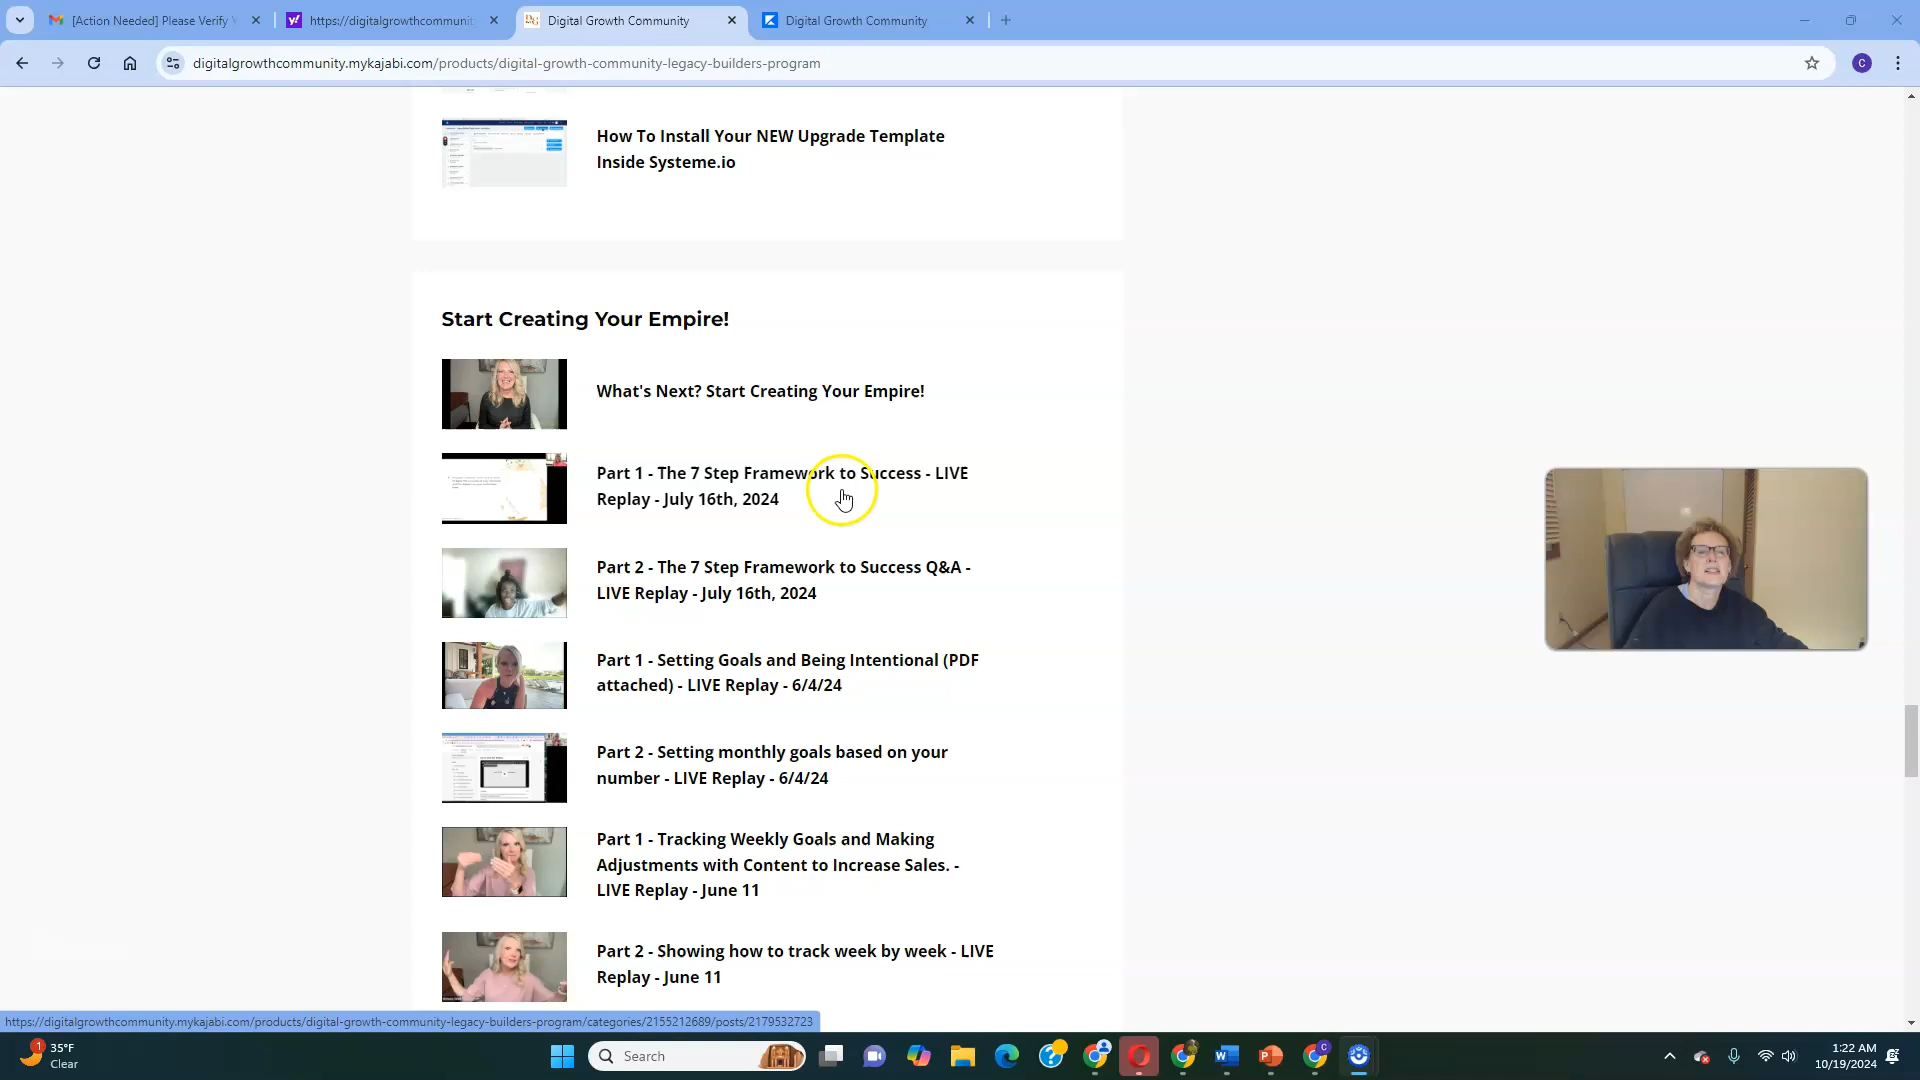 [Action Needed] Please Verify
https://digitalgrowthcommunit
Digital Growth Community
Digital Growth Community
digitalgrowthcommunity.mykajabi.com/products/digital-growth-community-legacy-builders-program
C
How To Install Your NEW Upgrade Template
Inside Systeme.io
Start Creating Your Empire!
What's Next? Start Creating Your Empire!
Part 1 - The 7 Step Framework to Success - LIVE
Replay - July 16th, 2024
Part 2 - The 7 Step Framework to Success Q&A -
LIVE Replay - July 16th, 2024
Part 1 - Setting Goals and Being Intentional (PDF
attached) - LIVE Replay - 6/4/24
Part 2 - Setting monthly goals based on your
number - LIVE Replay - 6/4/24
Part 1 - Tracking Weekly Goals and Making
Adjustments with Content to Increase Sales. -
LIVE Replay - June 11
Part 2 - Showing how to track week by week - LIVE
Replay - June 11
https://digitalgrowthcommunity.mykajabi.com/products/digital-growth-community-legacy-builders-program/categories/2155212689/posts/2179532723
1
35°F
Clear
Search
1:22 AM
10/19/2024